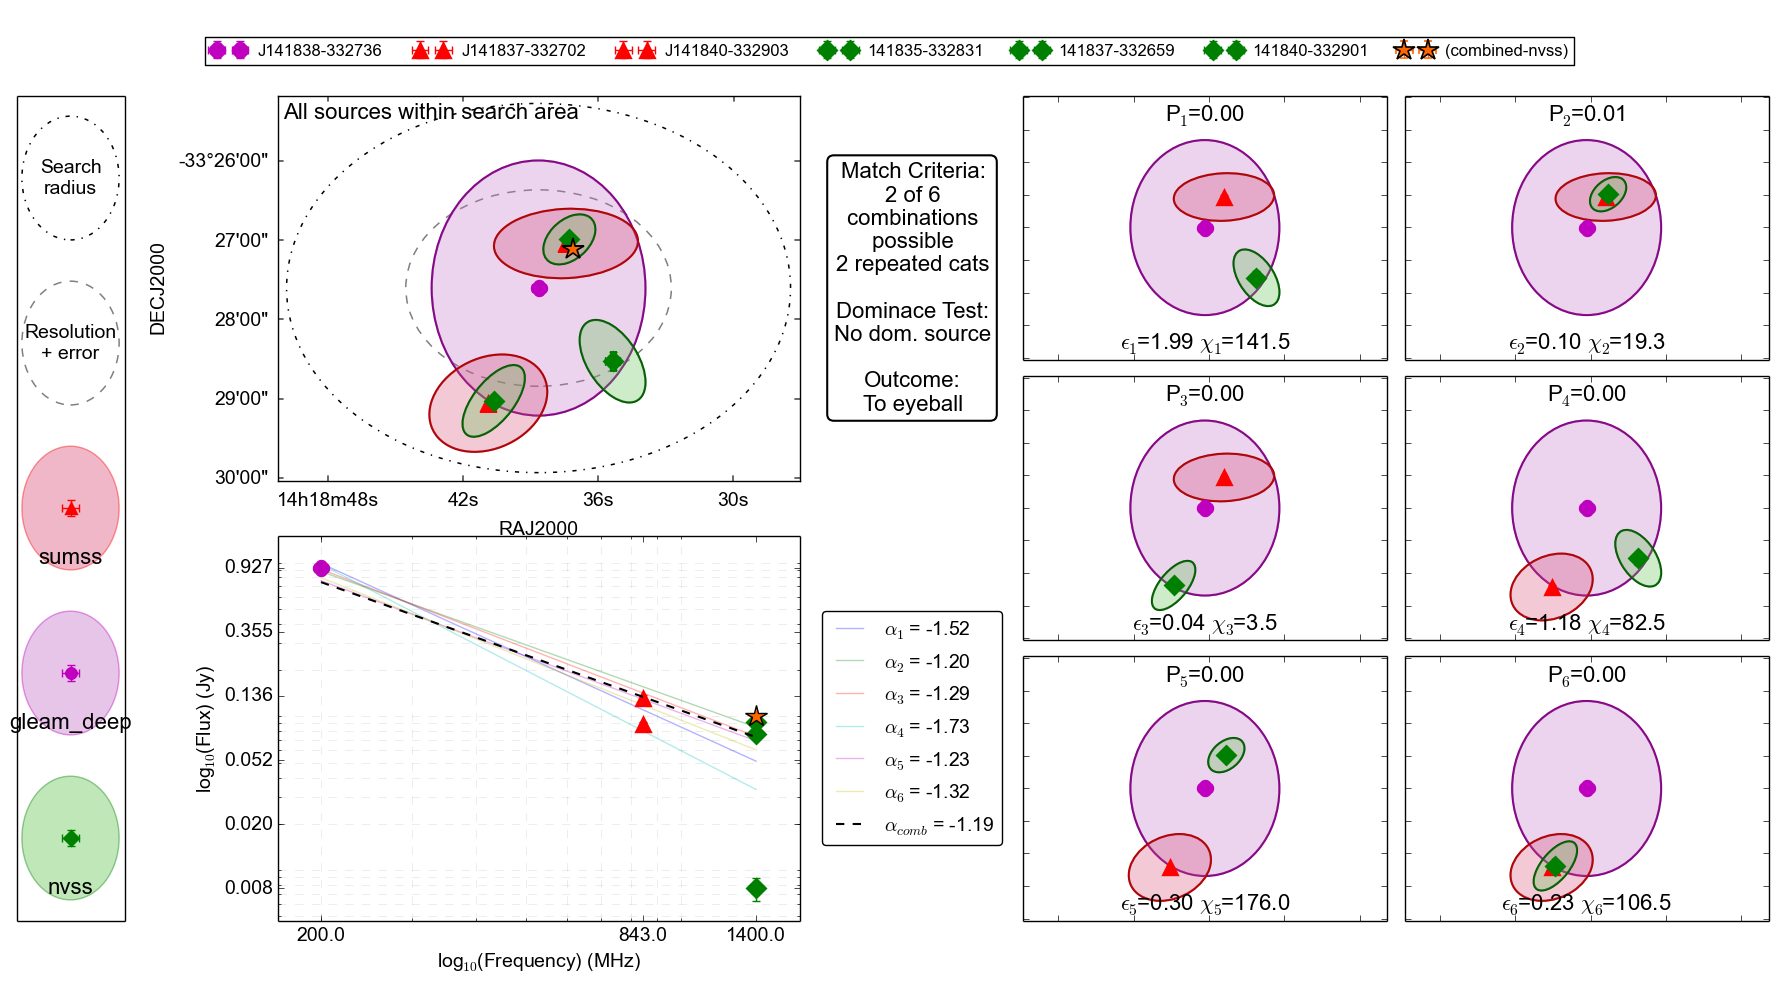 J141838-332736 J141837-332702 J141840-332903 141835-332831 141837-332659 141840-332901 (combined-nvss)
Search
radius
Resolution
+ error
sumss
gleam_deep
nvss
All sources within search area
DECJ2000
-33°26'00"
27'00"
28'00"
29'00"
30'00"
14h18m48s 42s 36s 30s
RAJ2000
Match Criteria:
2 of 6
combinations
possible
2 repeated cats
Dominace Test:
No dom. source
Outcome:
To eyeball
log₁₀(Flux) (Jy)
0.927
0.355
0.136
0.052
0.020
0.008
200.0 843.0 1400.0
log₁₀(Frequency) (MHz)
α₁ = -1.52
α₂ = -1.20
α₃ = -1.29
α₄ = -1.73
α₅ = -1.23
α₆ = -1.32
α_comb = -1.19
P₁=0.00
ϵ₁=1.99 χ₁=141.5
P₂=0.01
ϵ₂=0.10 χ₂=19.3
P₃=0.00
ϵ₃=0.04 χ₃=3.5
P₄=0.00
ϵ₄=1.18 χ₄=82.5
P₅=0.00
ϵ₅=0.30 χ₅=176.0
P₆=0.00
ϵ₆=0.23 χ₆=106.5